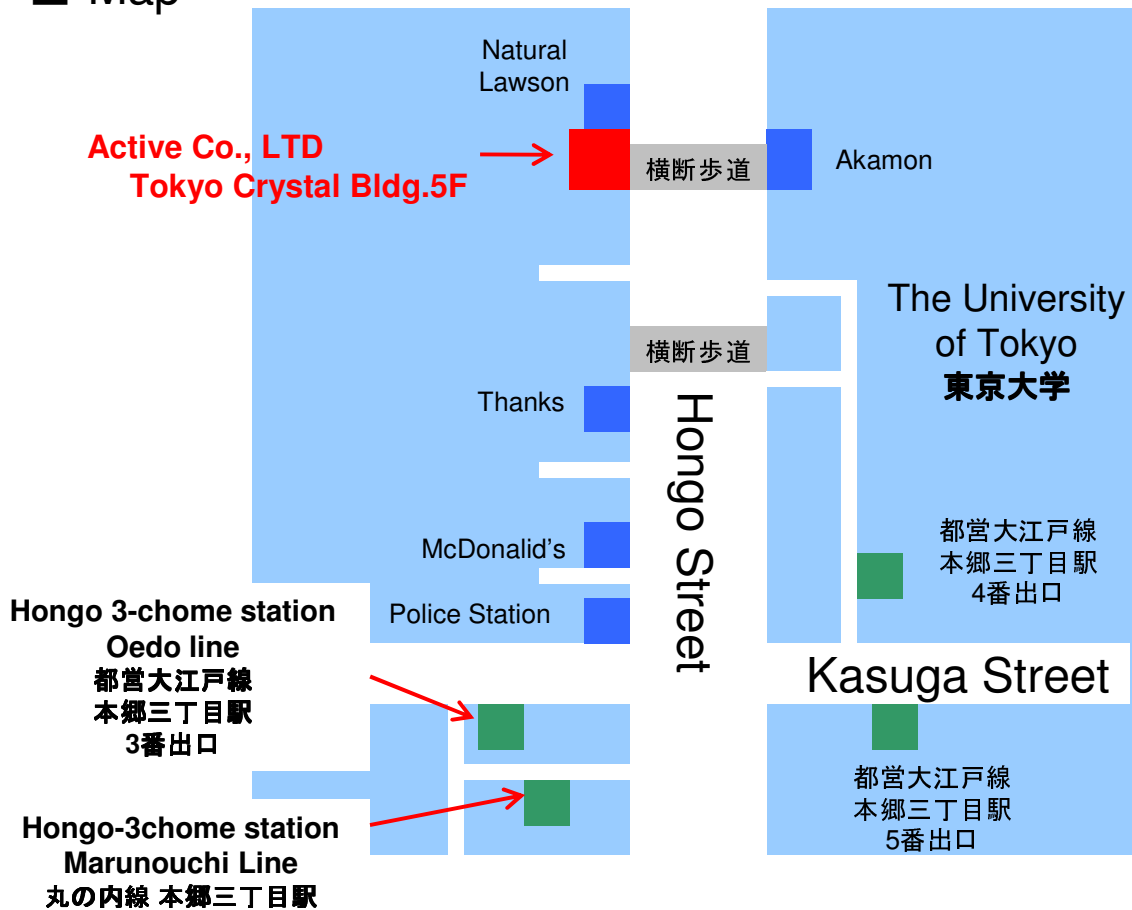 Map
Natural
Lawson
Active Co., LTD
Tokyo Crystal Bldg.5F
横断歩道
Akamon
The University
of Tokyo
東京大学
横断歩道
Thanks
Hongo Street
McDonalid's
都営大江戸線
本郷三丁目駅
4番出口
Police Station
Hongo 3-chome station
Oedo line
都営大江戸線
本郷三丁目駅
3番出口
Kasuga Street
都営大江戸線
本郷三丁目駅
5番出口
Hongo-3chome station
Marunouchi Line
丸の内線 本郷三丁目駅